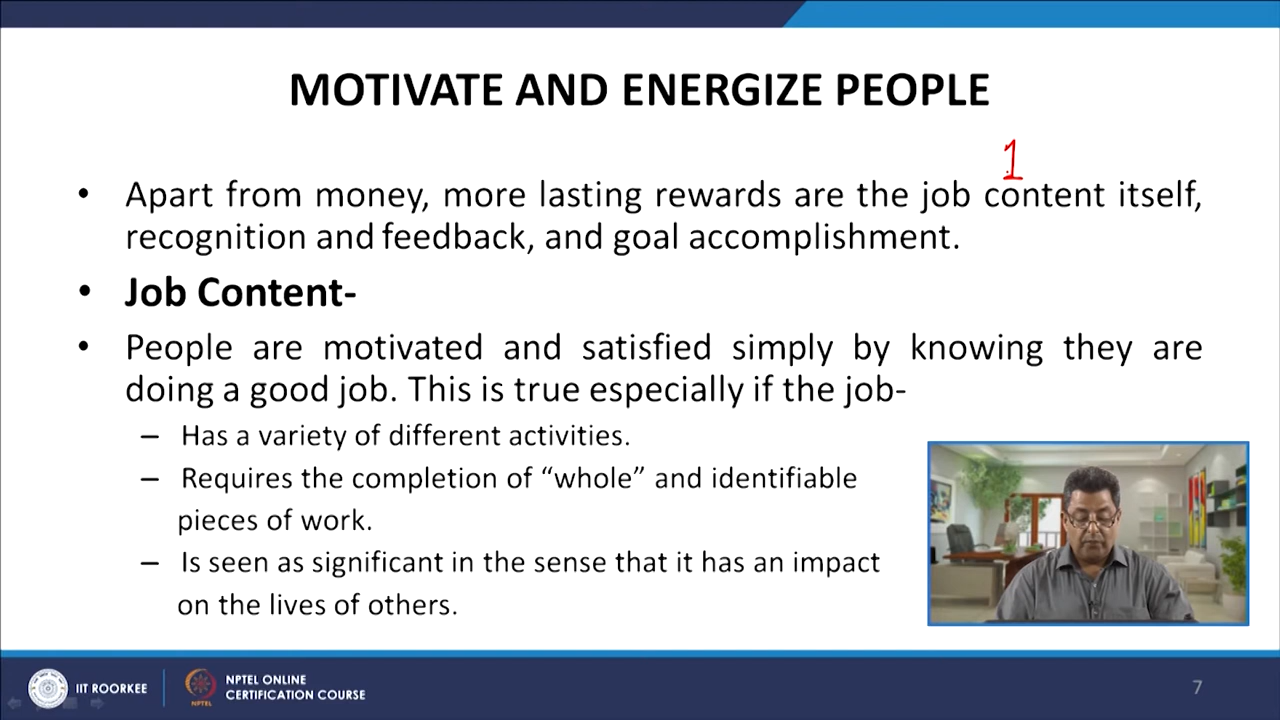 MOTIVATE AND ENERGIZE PEOPLE
1
• Apart from money, more lasting rewards are the job content itself,
recognition and feedback, and goal accomplishment.
• Job Content-
• People are motivated and satisfied simply by knowing they are
doing a good job. This is true especially if the job-
– Has a variety of different activities.
– Requires the completion of “whole” and identifiable
pieces of work.
– Is seen as significant in the sense that it has an impact
on the lives of others.
IIT ROORKEE
NPTEL
NPTEL ONLINE
CERTIFICATION COURSE
7